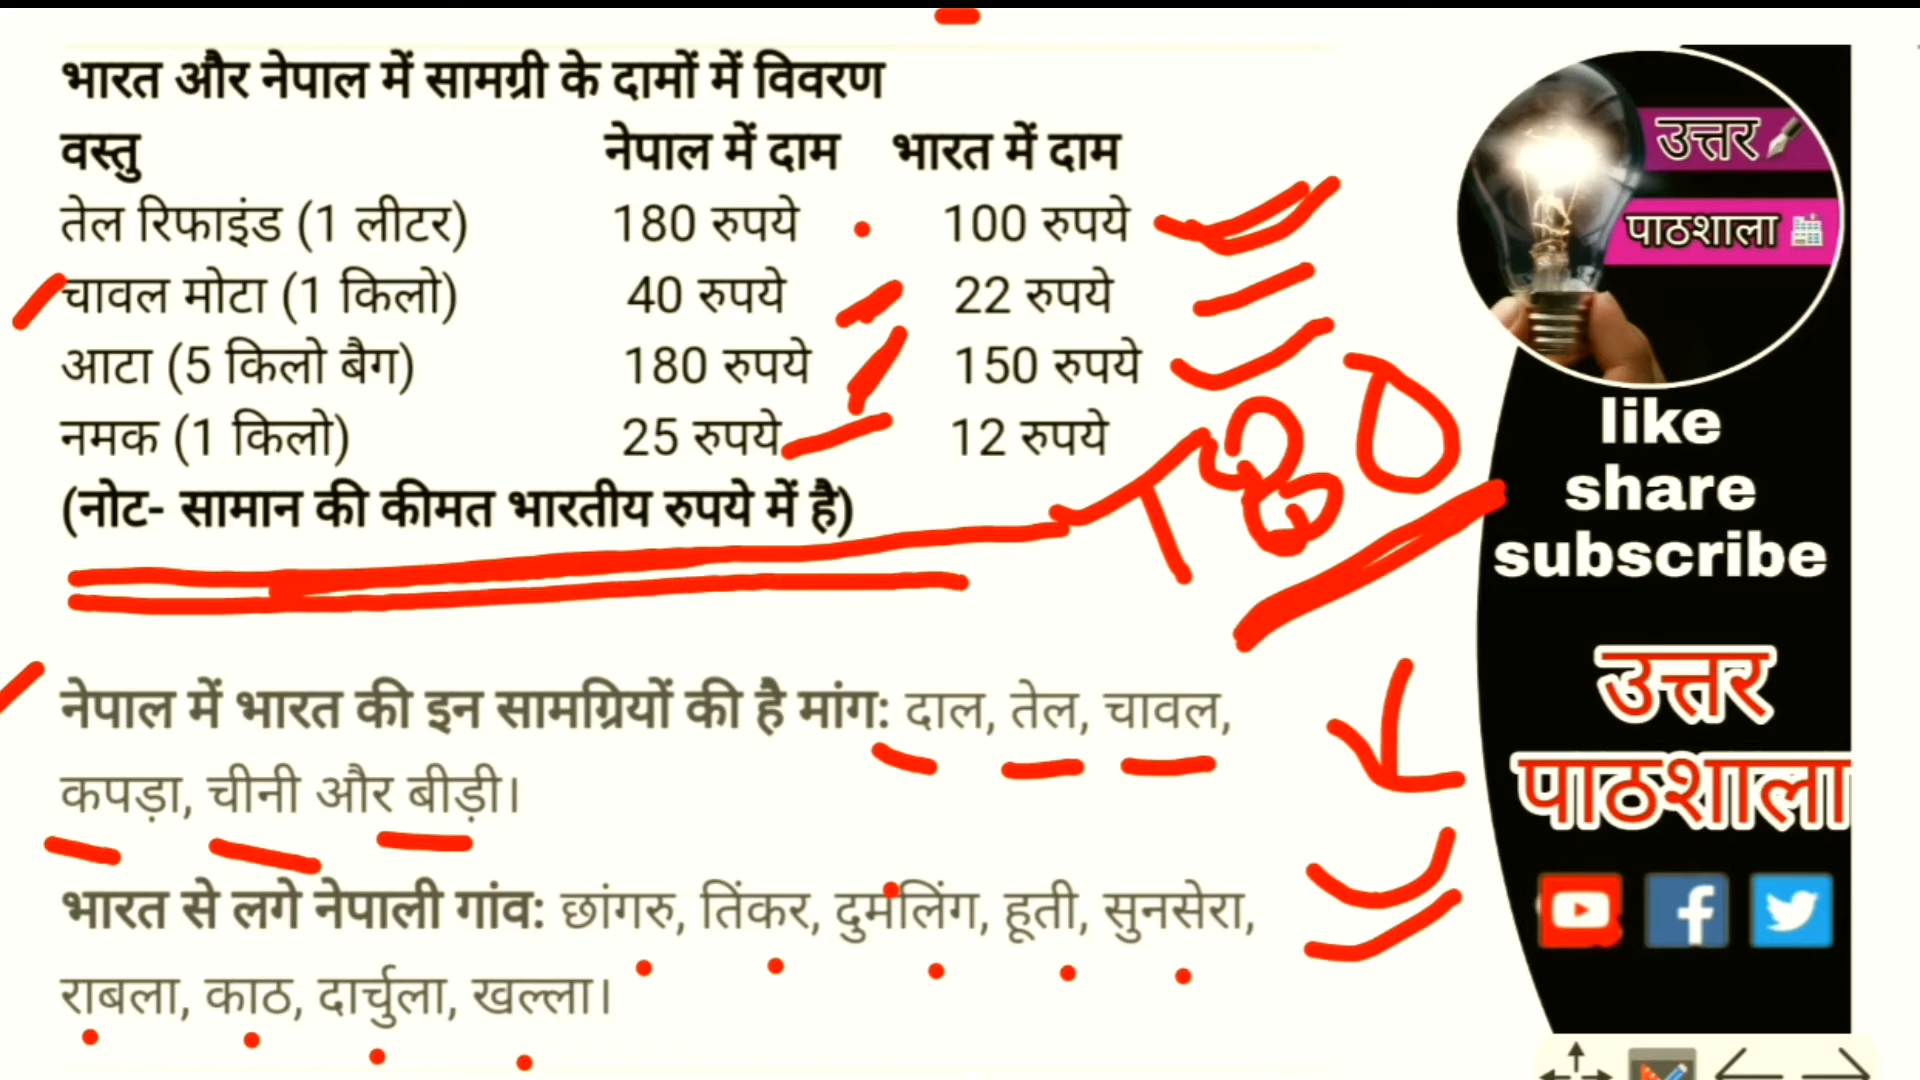 भारत और नेपाल में सामग्री के दामों में विवरण
वस्तु नेपाल में दाम भारत में दाम
तेल रिफाइंड (1 लीटर) 180 रुपये 100 रुपये
चावल मोटा (1 किलो) 40 रुपये 22 रुपये
आटा (5 किलो बैग) 180 रुपये 150 रुपये
नमक (1 किलो) 25 रुपये 12 रुपये
(नोट- सामान की कीमत भारतीय रुपये में है)
180
नेपाल में भारत की इन सामग्रियों की है मांग: दाल, तेल, चावल,
कपड़ा, चीनी और बीड़ी।
भारत से लगे नेपाली गांव: छांगरु, तिंकर, दुमलिंग, हूती, सुनसेरा,
राबला, काठ, दार्चुला, खल्ला।
उत्तर
पाठशाला
like
share
subscribe
उत्तर
पाठशाला